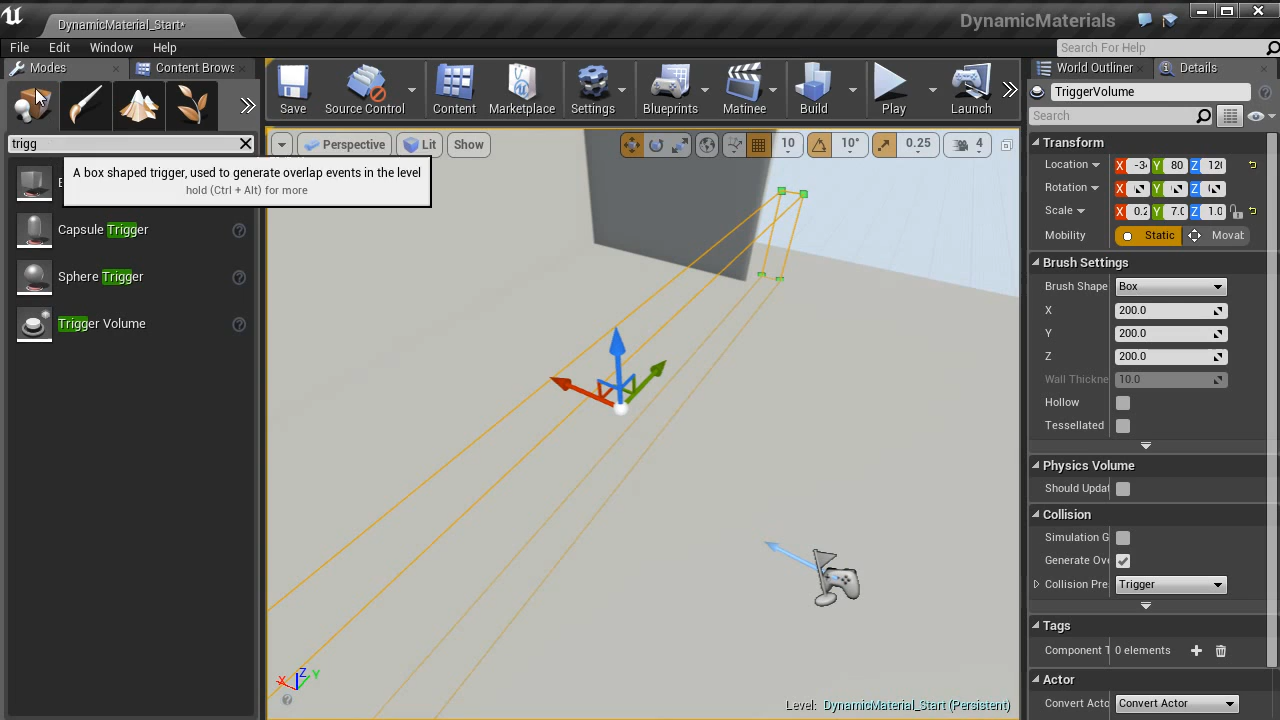 DynamicMaterial_Start*
DynamicMaterials
File Edit Window Help
Search For Help
Modes
Content Brows
World Outliner
Details
Save
Source Control
Content
Marketplace
Settings
Blueprints
Matinee
Build
Play
Launch
TriggerVolume
Search
trigg
Perspective
Lit
Show
10
10°
0.25
4
A box shaped trigger, used to generate overlap events in the level
hold (Ctrl + Alt) for more
Capsule Trigger
Sphere Trigger
Trigger Volume
Transform
Location X -3 Y 80 Z 120
Rotation X Y Z
Scale X 0.2 Y 7.0 Z 1.0
Mobility Static Movab
Brush Settings
Brush Shape Box
X 200.0
Y 200.0
Z 200.0
Wall Thickne 10.0
Hollow
Tessellated
Physics Volume
Should Updat
Collision
Simulation G
Generate Ove
Collision Pre Trigger
Tags
Component T 0 elements
Actor
Convert Acto Convert Actor
X Z Y
Level: DynamicMaterial_Start (Persistent)